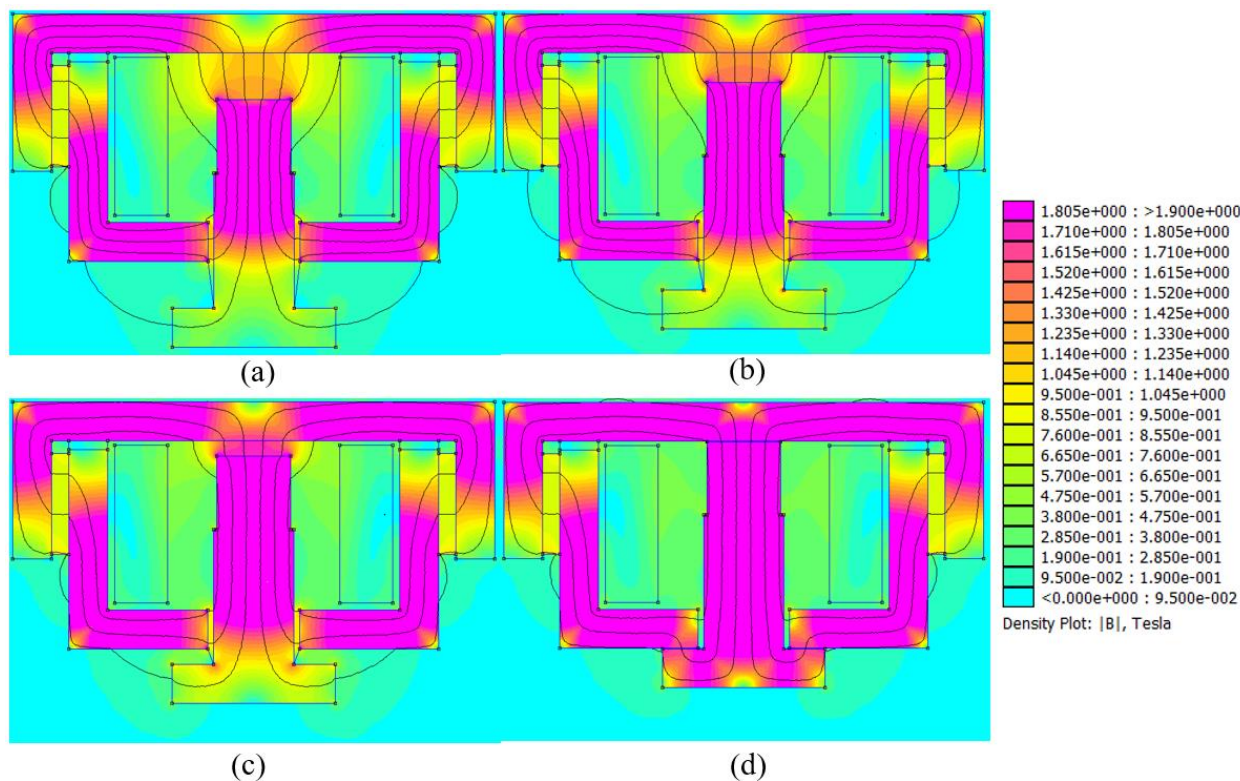 (a)
(b)
1.805e+000 : >1.900e+000
1.710e+000 : 1.805e+000
1.615e+000 : 1.710e+000
1.520e+000 : 1.615e+000
1.425e+000 : 1.520e+000
1.330e+000 : 1.425e+000
1.235e+000 : 1.330e+000
1.140e+000 : 1.235e+000
1.045e+000 : 1.140e+000
9.500e-001 : 1.045e+000
8.550e-001 : 9.500e-001
7.600e-001 : 8.550e-001
6.650e-001 : 7.600e-001
5.700e-001 : 6.650e-001
4.750e-001 : 5.700e-001
3.800e-001 : 4.750e-001
2.850e-001 : 3.800e-001
1.900e-001 : 2.850e-001
9.500e-002 : 1.900e-001
<0.000e+000 : 9.500e-002
Density Plot: |B|, Tesla
(c)
(d)